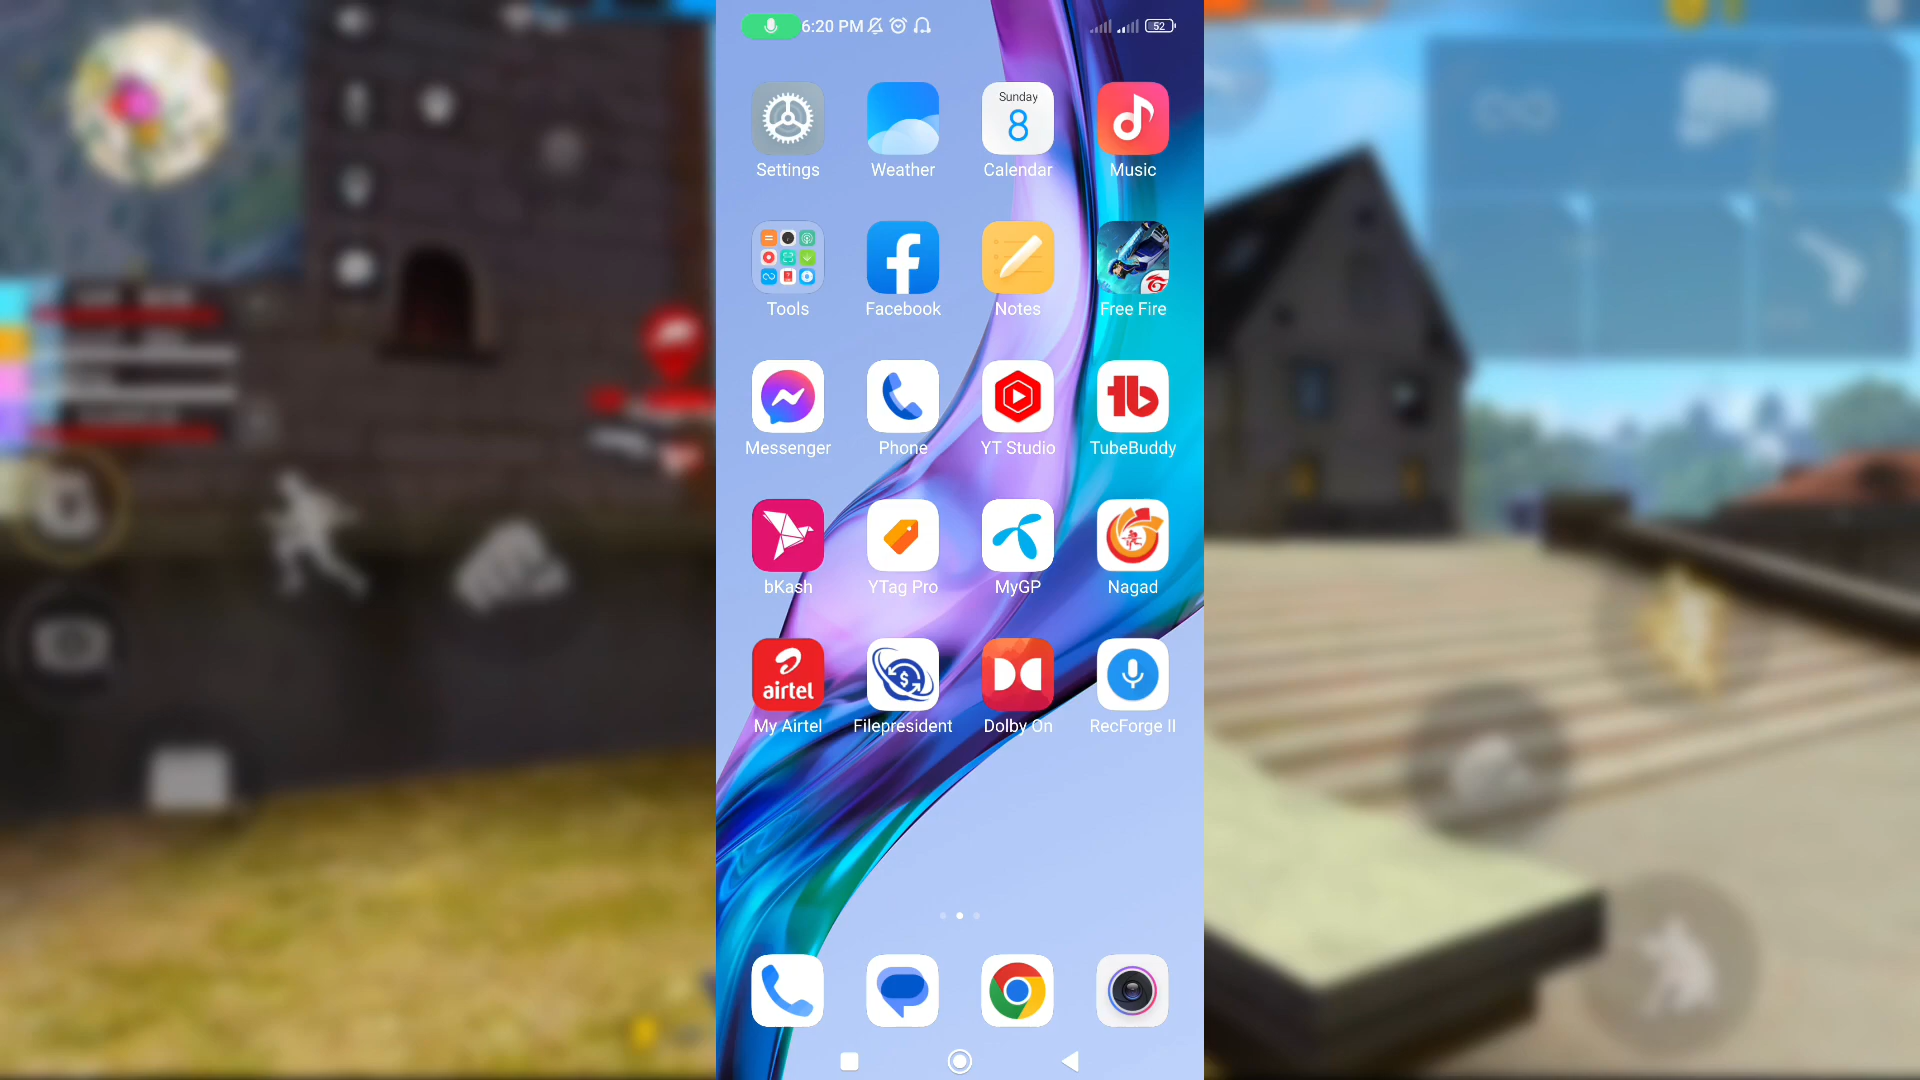 6:20 PM 52
Sunday
8
Settings Weather Calendar Music
Tools Facebook Notes Free Fire
Messenger Phone YT Studio TubeBuddy
bKash YTag Pro MyGP Nagad
airtel
My Airtel Filepresident Dolby On RecForge II